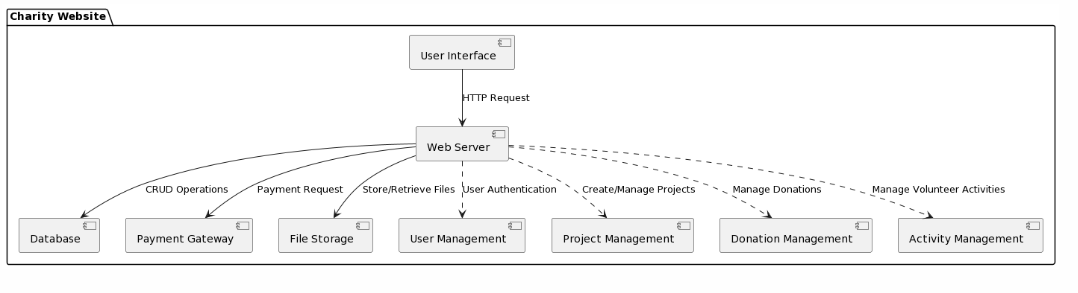 Charity Website
User Interface
HTTP Request
Web Server
CRUD Operations
Payment Request
Store/Retrieve Files
User Authentication
Create/Manage Projects
Manage Donations
Manage Volunteer Activities
Database
Payment Gateway
File Storage
User Management
Project Management
Donation Management
Activity Management